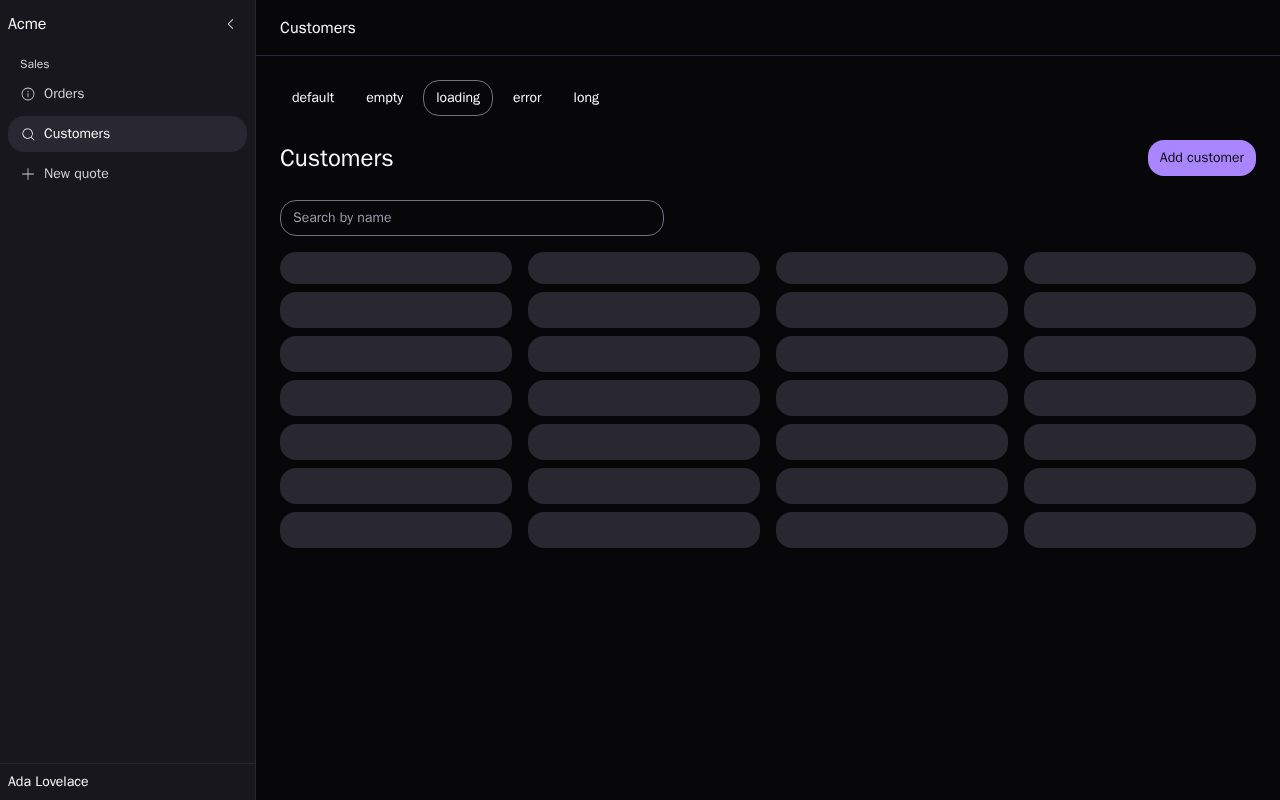 Acme
Sales
Orders
Customers
New quote
Ada Lovelace
Customers
default empty loading error long
Customers
Add customer
Search by name